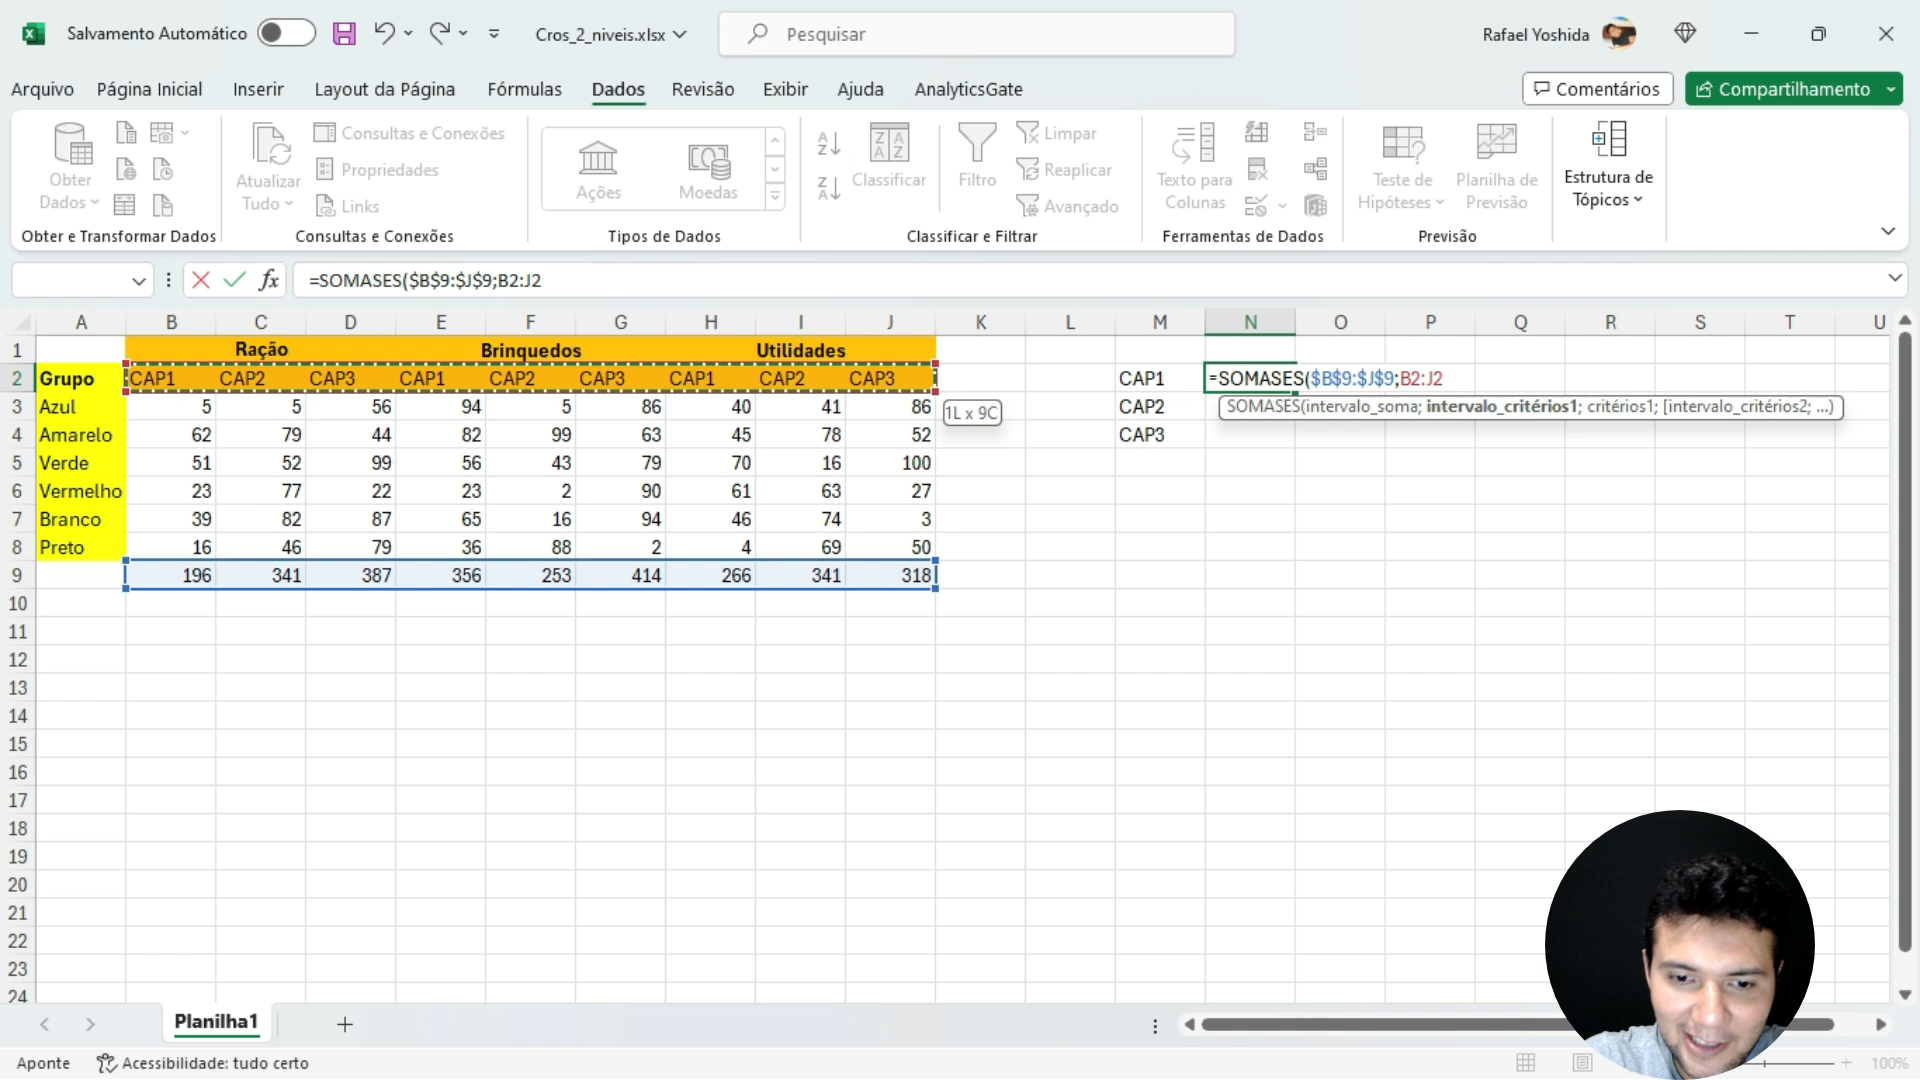 Salvamento Automático Cros_2_niveis.xlsx Pesquisar Rafael Yoshida
Arquivo Página Inicial Inserir Layout da Página Fórmulas Dados Revisão Exibir Ajuda AnalyticsGate Comentários Compartilhamento
Obter Dados
Atualizar Tudo
Consultas e Conexões
Propriedades
Links
Ações
Moedas
Classificar
Filtro
Limpar
Reaplicar
Avançado
Texto para Colunas
Teste de Hipóteses
Planilha de Previsão
Estrutura de Tópicos
Obter e Transformar Dados Consultas e Conexões Tipos de Dados Classificar e Filtrar Ferramentas de Dados Previsão
fx =SOMASES($B$9:$J$9;B2:J2
A B C D E F G H I J K L M N O P Q R S T U
1 Ração Brinquedos Utilidades
2 Grupo CAP1 CAP2 CAP3 CAP1 CAP2 CAP3 CAP1 CAP2 CAP3 CAP1 =SOMASES($B$9:$J$9;B2:J2
3 Azul 5 5 56 94 5 86 40 41 86 1L x 9C CAP2 SOMASES(intervalo_soma; intervalo_critérios1; critérios1; [intervalo_critérios2; ...)
4 Amarelo 62 79 44 82 99 63 45 78 52 CAP3
5 Verde 51 52 99 56 43 79 70 16 100
6 Vermelho 23 77 22 23 2 90 61 63 27
7 Branco 39 82 87 65 16 94 46 74 3
8 Preto 16 46 79 36 88 2 4 69 50
9 196 341 387 356 253 414 266 341 318
10
11
12
13
14
15
16
17
18
19
20
21
22
23
24
Planilha1
Aponte Acessibilidade: tudo certo 100%